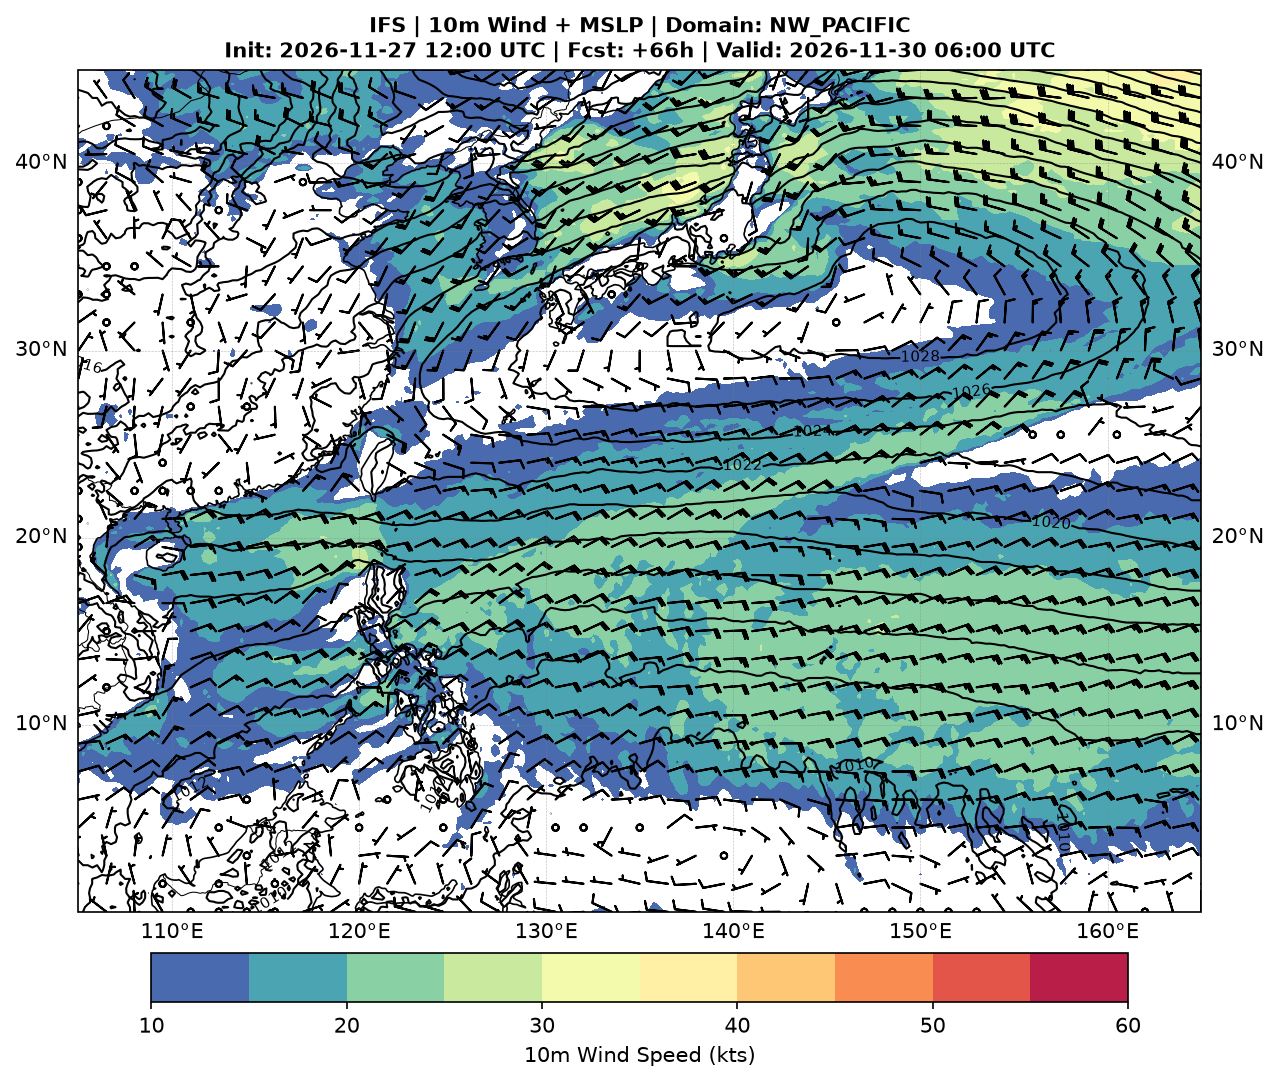 IFS | 10m Wind + MSLP | Domain: NW_PACIFIC
Init: 2026-11-27 12:00 UTC | Fcst: +66h | Valid: 2026-11-30 06:00 UTC
40°N 40°N
30°N 30°N
20°N 20°N
10°N 10°N
1028
1026
1024
1022
1020
1010
1010
110°E 120°E 130°E 140°E 150°E 160°E
10 20 30 40 50 60
10m Wind Speed (kts)